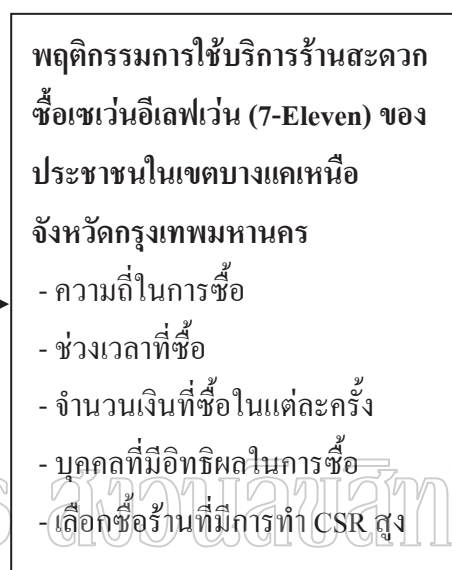 พฤติกรรมการใช้บริการร้านสะดวก
ซื้อเซเว่นอีเลฟเว่น (7-Eleven) ของ
ประชาชนในเขตบางแคเหนือ
จังหวัดกรุงเทพมหานคร
- ความถี่ในการซื้อ
- ช่วงเวลาที่ซื้อ
- จำนวนเงินที่ซื้อในแต่ละครั้ง
- บุคคลที่มีอิทธิผลในการซื้อ
- เลือกซื้อร้านที่มีการทำ CSR สูง